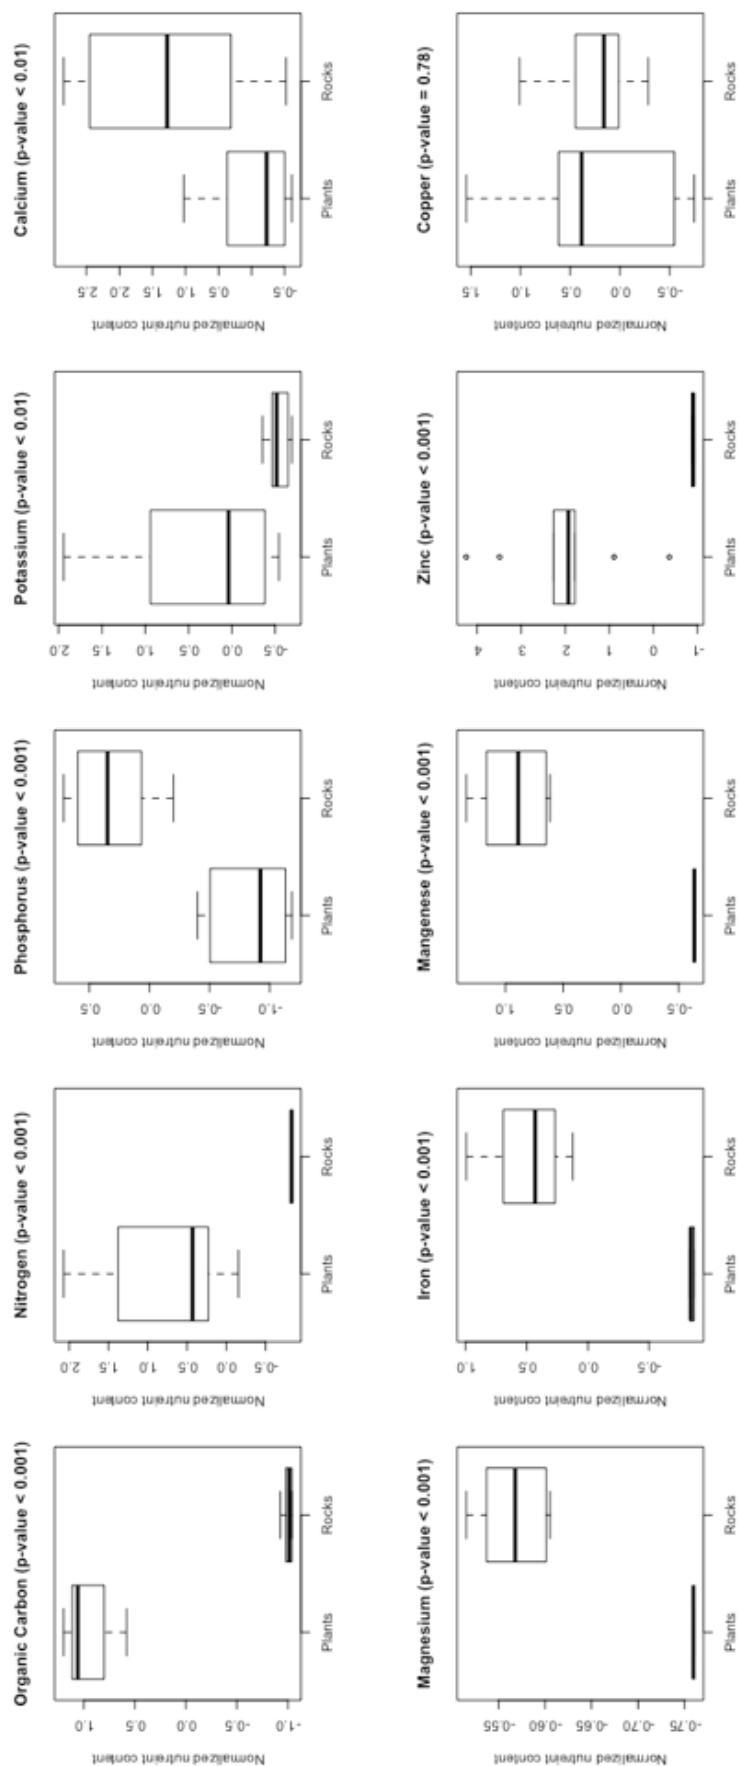 Organic Carbon (p-value < 0.001)
Normalized nutreint content
1.0
0.5
0.0
-0.5
-1.0
Plants
Rocks
Nitrogen (p-value < 0.001)
Normalized nutreint content
2.0
1.5
1.0
0.5
0.0
-0.5
Plants
Rocks
Phosphorus (p-value < 0.001)
Normalized nutreint content
0.5
0.0
-0.5
-1.0
Plants
Rocks
Potassium (p-value < 0.01)
Normalized nutreint content
2.0
1.5
1.0
0.5
0.0
-0.5
Plants
Rocks
Calcium (p-value < 0.01)
Normalized nutreint content
2.5
2.0
1.5
1.0
0.5
-0.5
Plants
Rocks
Magnesium (p-value < 0.001)
Normalized nutreint content
-0.55
-0.60
-0.65
-0.70
-0.75
Plants
Rocks
Iron (p-value < 0.001)
Normalized nutreint content
1.0
0.5
0.0
-0.5
Plants
Rocks
Mangenese (p-value < 0.001)
Normalized nutreint content
1.0
0.5
0.0
-0.5
Plants
Rocks
Zinc (p-value < 0.001)
Normalized nutreint content
4
3
2
1
0
-1
Plants
Rocks
Copper (p-value = 0.78)
Normalized nutreint content
1.5
1.0
0.5
0.0
-0.5
Plants
Rocks